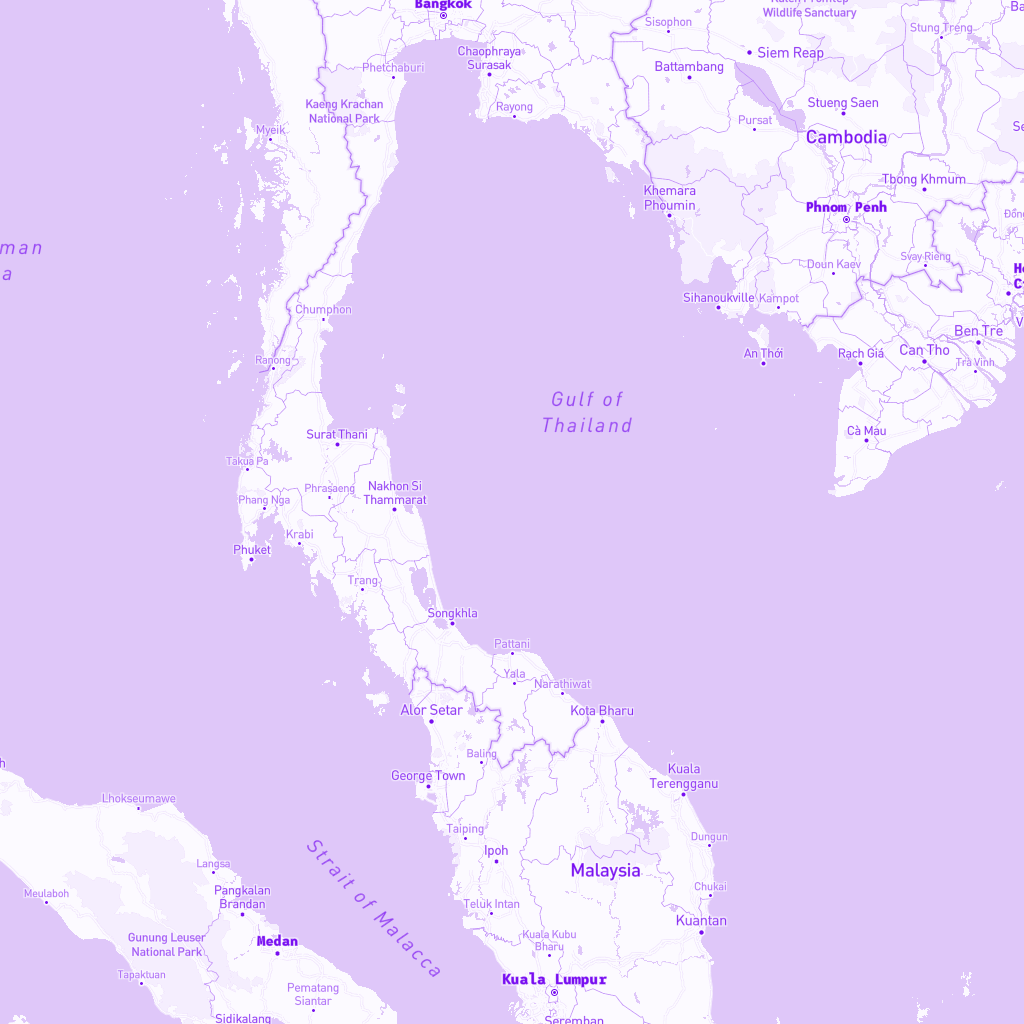 Bangkok
Sisophon
Wildlife Sanctuary
Stung Treng
Chaophraya
Surasak
Siem Reap
Phetchaburi
Battambang
Kaeng Krachan
National Park
Rayong
Stueng Saen
Pursat
Myeik
Cambodia
Tbong Khmum
Khemara
Phoumin
Phnom Penh
Đồng
man
a
Svay Rieng
Doun Kaev
Sihanoukville
Kampot
Chumphon
Ben Tre
Ranong
An Thới
Rạch Giá
Can Tho
Trà Vinh
Gulf of
Thailand
Surat Thani
Cà Mau
Takua Pa
Phrasaeng
Nakhon Si
Thammarat
Phang Nga
Krabi
Phuket
Trang
Songkhla
Pattani
Yala
Narathiwat
Alor Setar
Kota Bharu
Baling
George Town
Kuala
Terengganu
h
Lhokseumawe
Taiping
Dungun
Ipoh
Strait of Malacca
Langsa
Malaysia
Meulaboh
Pangkalan
Brandan
Chukai
Teluk Intan
Kuantan
Gunung Leuser
National Park
Medan
Kuala Kubu
Bharu
Tapaktuan
Kuala Lumpur
Pematang
Siantar
Sidikalang
Seremban